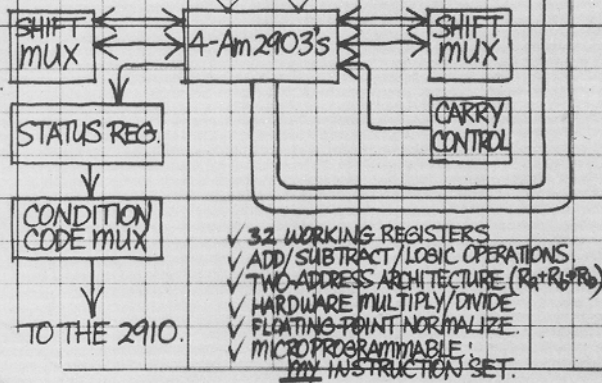 SHIFT
MUX
4-Am2903's
SHIFT
MUX
STATUS REG.
CARRY
CONTROL
CONDITION
CODE MUX
TO THE 2910.
✓ 32 WORKING REGISTERS
✓ ADD/SUBTRACT/LOGIC OPERATIONS.
✓ TWO-ADDRESS ARCHITECTURE (Ra+Rb→Rb)
✓ HARDWARE MULTIPLY/DIVIDE
✓ FLOATING-POINT NORMALIZE.
✓ MICROPROGRAMMABLE:
MY INSTRUCTION SET.